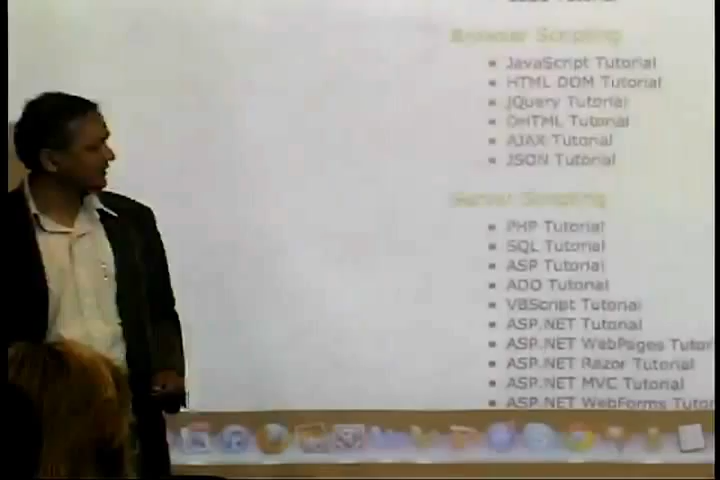 Browser Scripting
JavaScript Tutorial
HTML DOM Tutorial
JQuery Tutorial
DHTML Tutorial
AJAX Tutorial
JSON Tutorial
Server Scripting
PHP Tutorial
SQL Tutorial
ASP Tutorial
ADO Tutorial
VBScript Tutorial
ASP.NET Tutorial
ASP.NET WebPages Tutor
ASP.NET Razor Tutorial
ASP.NET MVC Tutorial
ASP.NET WebForms Tutor